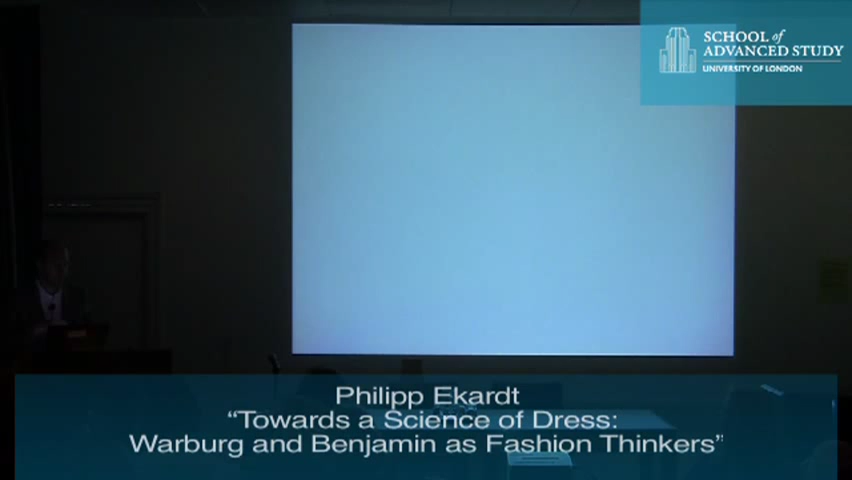 SCHOOL of
ADVANCED STUDY
UNIVERSITY OF LONDON
Philipp Ekardt
“Towards a Science of Dress:
Warburg and Benjamin as Fashion Thinkers”